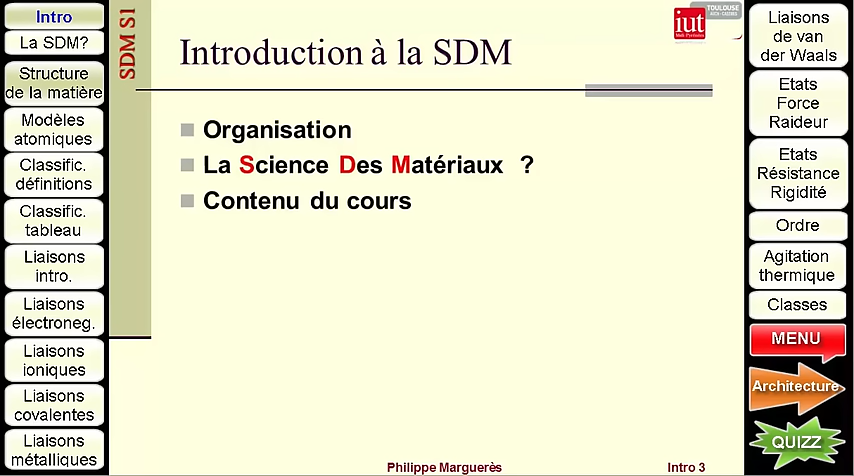 Intro
La SDM?
Structure
de la matière
Modèles
atomiques
Classific.
définitions
Classific.
tableau
Liaisons
intro.
Liaisons
électroneg.
Liaisons
ioniques
Liaisons
covalentes
Liaisons
métalliques
SDM S1
Introduction à la SDM
iut
TOULOUSE
Organisation
La Science Des Matériaux ?
Contenu du cours
Philippe Marguerès
Intro 3
Liaisons
de van
der Waals
Etats
Force
Raideur
Etats
Résistance
Rigidité
Ordre
Agitation
thermique
Classes
MENU
Architecture
QUIZZ